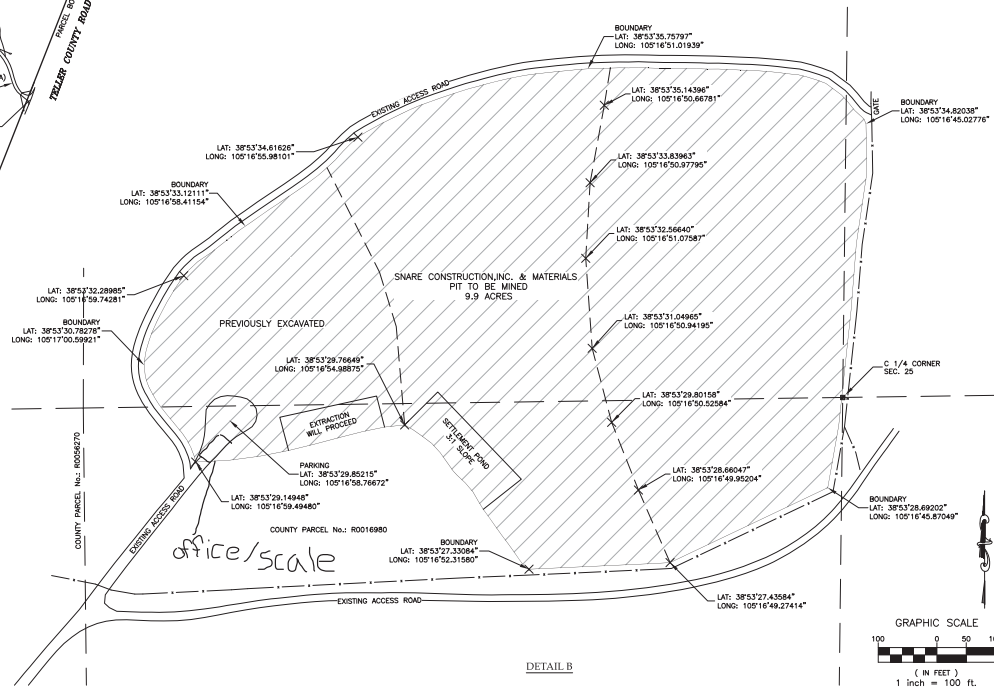 PARCEL BO
TELLER COUNTY ROAD
BOUNDARY
LAT: 38°53'35.75797"
LONG: 105°16'51.01939"
EXISTING ACCESS ROAD
LAT: 38°53'35.14396"
LONG: 105°16'50.66781"
GATE
BOUNDARY
LAT: 38°53'34.82038"
LONG: 105°16'45.02776"
LAT: 38°53'34.61626"
LONG: 105°16'55.98101"
LAT: 38°53'33.83963"
LONG: 105°16'50.97795"
BOUNDARY
LAT: 38°53'33.12111"
LONG: 105°16'58.41154"
LAT: 38°53'32.56640"
LONG: 105°16'51.07587"
SNARE CONSTRUCTION,INC. & MATERIALS
PIT TO BE MINED
9.9 ACRES
LAT: 38°53'32.28985"
LONG: 105°16'59.74281"
PREVIOUSLY EXCAVATED
BOUNDARY
LAT: 38°53'30.78278"
LONG: 105°17'00.59921"
LAT: 38°53'31.04965"
LONG: 105°16'50.94195"
LAT: 38°53'29.76649"
LONG: 105°16'54.98875"
C 1/4 CORNER
SEC. 25
LAT: 38°53'29.80158"
LONG: 105°16'50.52584"
EXTRACTION
WILL PROCEED
SETTLEMENT POND
3:1 SLOPE
COUNTY PARCEL No.: R0056270
PARKING
LAT: 38°53'29.85215"
LONG: 105°16'58.76672"
LAT: 38°53'28.66047"
LONG: 105°16'49.95204"
LAT: 38°53'29.14948"
LONG: 105°16'59.49480"
BOUNDARY
LAT: 38°53'28.69202"
LONG: 105°16'45.87049"
EXISTING ACCESS ROAD
COUNTY PARCEL No.: R0016980
office/scale
BOUNDARY
LAT: 38°53'27.33084"
LONG: 105°16'52.31580"
EXISTING ACCESS ROAD
LAT: 38°53'27.43584"
LONG: 105°16'49.27414"
GRAPHIC SCALE
100 0 50 10
( IN FEET )
1 inch = 100 ft.
DETAIL B